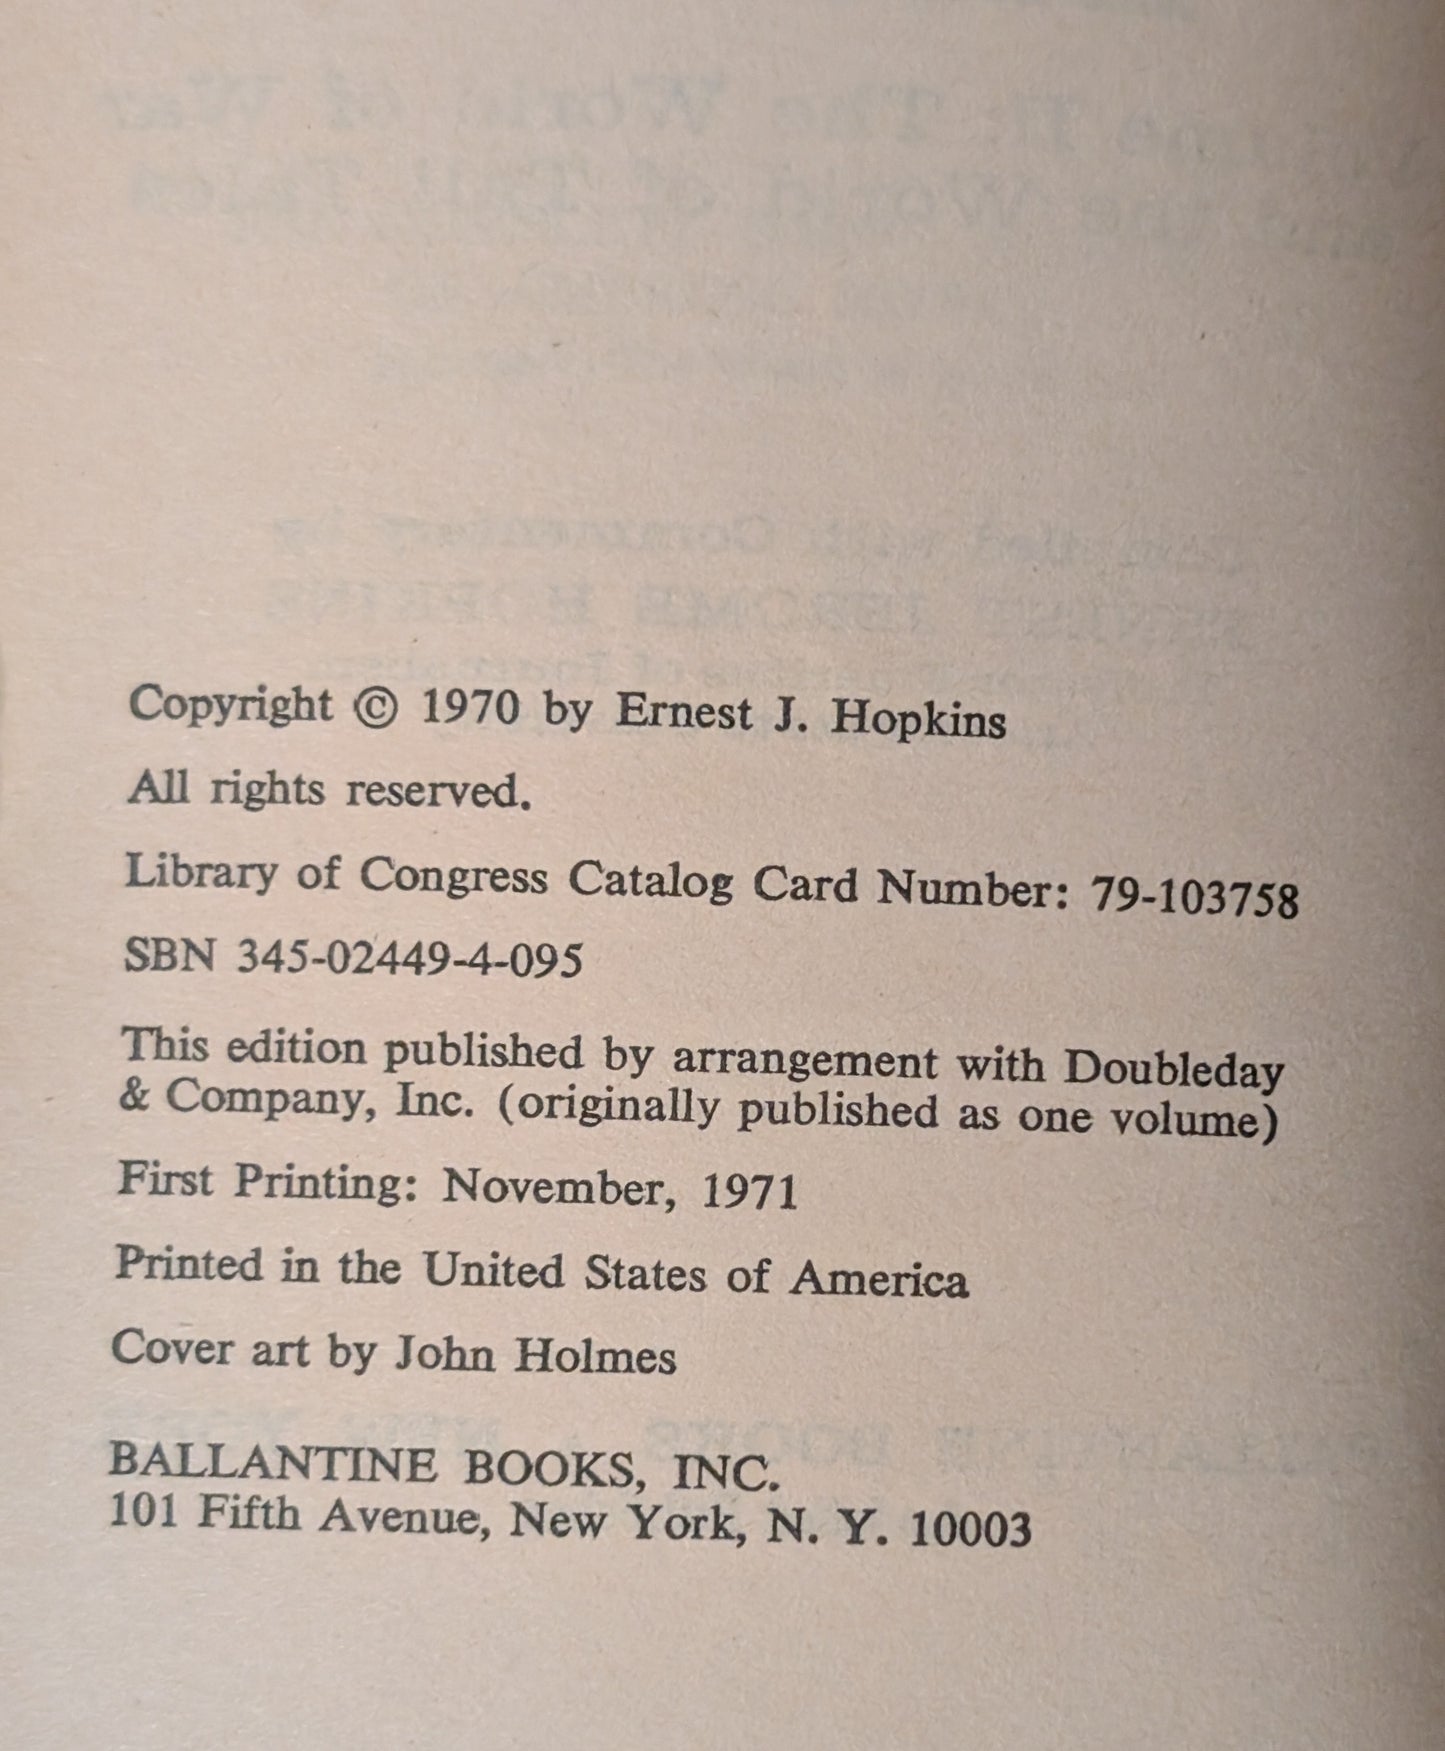 Copyright © 1970 by Ernest J. Hopkins
All rights reserved.
Library of Congress Catalog Card Number: 79-103758
SBN 345-02449-4-095
This edition published by arrangement with Doubleday
& Company, Inc. (originally published as one volume)
First Printing: November, 1971
Printed in the United States of America
Cover art by John Holmes
BALLANTINE BOOKS, INC.
101 Fifth Avenue, New York, N. Y. 10003